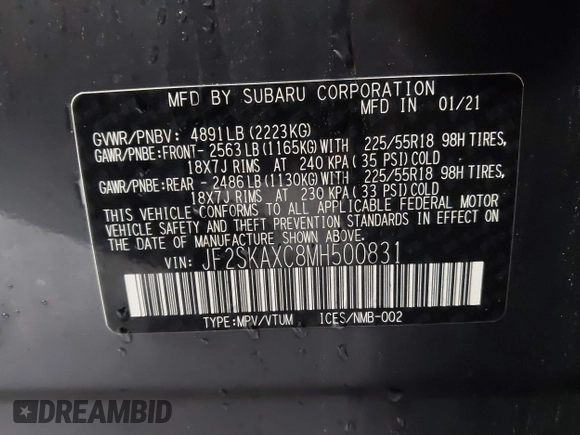 MFD BY SUBARU CORPORATION
MFD IN 01/21
GVWR/PNBV: 4891LB(2223KG)
GAWR/PNBE:FRONT-2563LB(1165KG)WITH 225/55R18 98H TIRES,
18X7J RIMS AT 240 KPA(35 PSI)COLD
GAWR/PNBE:REAR -2486LB(1130KG)WITH 225/55R18 98H TIRES,
18X7J RIMS AT 230 KPA(33 PSI)COLD
THIS VEHICLE CONFORMS TO ALL APPLICABLE FEDERAL MOTOR
VEHICLE SAFETY AND THEFT PREVENTION STANDARDS IN EFFECT ON
THE DATE OF MANUFACTURE SHOWN ABOVE.
VIN: JF2SKAXC8MH500831
TYPE:MPV/VTUM ICES/NMB-002
DREAMBID